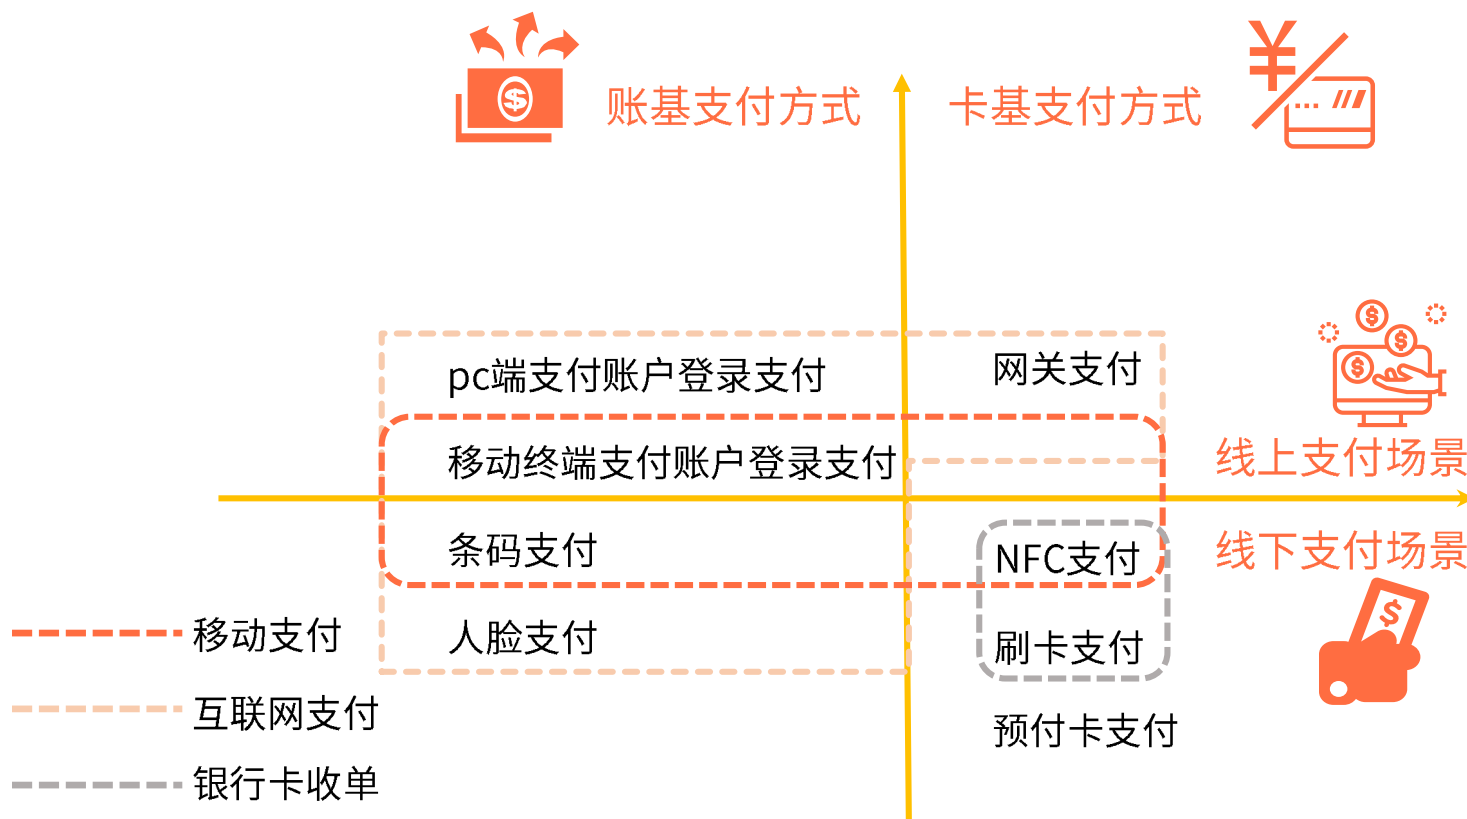 账基支付方式
卡基支付方式
pc端支付账户登录支付
网关支付
移动终端支付账户登录支付
线上支付场景
条码支付
NFC支付
线下支付场景
人脸支付
刷卡支付
预付卡支付
移动支付
互联网支付
银行卡收单